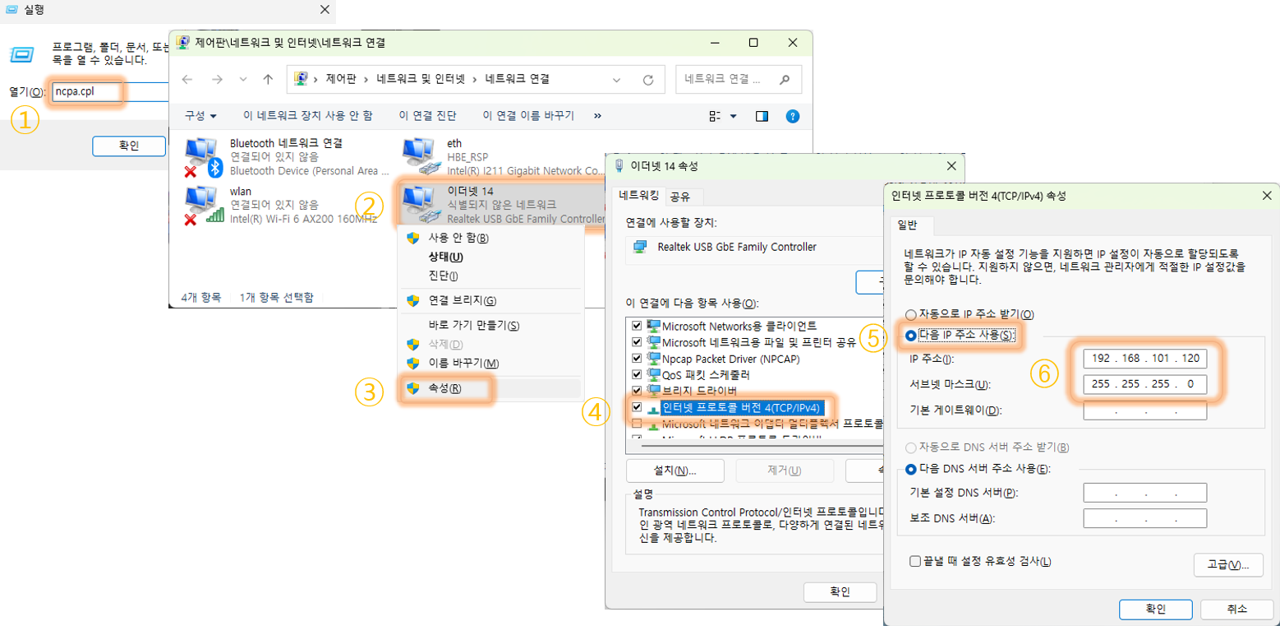 실행
프로그램, 폴더, 문서, 또는
목을 열 수 있습니다.
열기(O):
ncpa.cpl
①
확인
제어판\네트워크 및 인터넷\네트워크 연결
제어판 > 네트워크 및 인터넷 > 네트워크 연결
네트워크 연결 ...
구성
이 네트워크 장치 사용 안 함
이 연결 진단
이 연결 이름 바꾸기
»
Bluetooth 네트워크 연결
연결되어 있지 않음
Bluetooth Device (Personal Area ...
eth
HBE_RSP
Intel(R) I211 Gigabit Network Co...
wlan
연결되어 있지 않음
Intel(R) Wi-Fi 6 AX200 160MHz
②
이더넷 14
식별되지 않은 네트워크
Realtek USB GbE Family Controller
4개 항목
1개 항목 선택함
사용 안 함(B)
상태(U)
진단(I)
연결 브리지(G)
바로 가기 만들기(S)
삭제(D)
이름 바꾸기(M)
③
속성(R)
이더넷 14 속성
네트워킹
공유
연결에 사용할 장치:
Realtek USB GbE Family Controller
이 연결에 다음 항목 사용(O):
Microsoft Networks용 클라이언트
Microsoft 네트워크용 파일 및 프린터 공유
Npcap Packet Driver (NPCAP)
QoS 패킷 스케줄러
브리지 드라이버
④
인터넷 프로토콜 버전 4(TCP/IPv4)
Microsoft 네트워크 어댑터 멀티플렉서 프로토콜
설치(N)...
제거(U)
설명
Transmission Control Protocol/인터넷 프로토콜입니다
인 광역 네트워크 프로토콜로, 다양하게 연결된 네트워
신을 제공합니다.
확인
인터넷 프로토콜 버전 4(TCP/IPv4) 속성
일반
네트워크가 IP 자동 설정 기능을 지원하면 IP 설정이 자동으로 할당되도록
할 수 있습니다. 지원하지 않으면, 네트워크 관리자에게 적절한 IP 설정값을
문의해야 합니다.
자동으로 IP 주소 받기(O)
⑤
다음 IP 주소 사용(S):
IP 주소(I):
192 . 168 . 101 . 120
⑥
서브넷 마스크(U):
255 . 255 . 255 . 0
기본 게이트웨이(D):
자동으로 DNS 서버 주소 받기(B)
다음 DNS 서버 주소 사용(E):
기본 설정 DNS 서버(P):
보조 DNS 서버(A):
끝낼 때 설정 유효성 검사(L)
고급(V)...
확인
취소